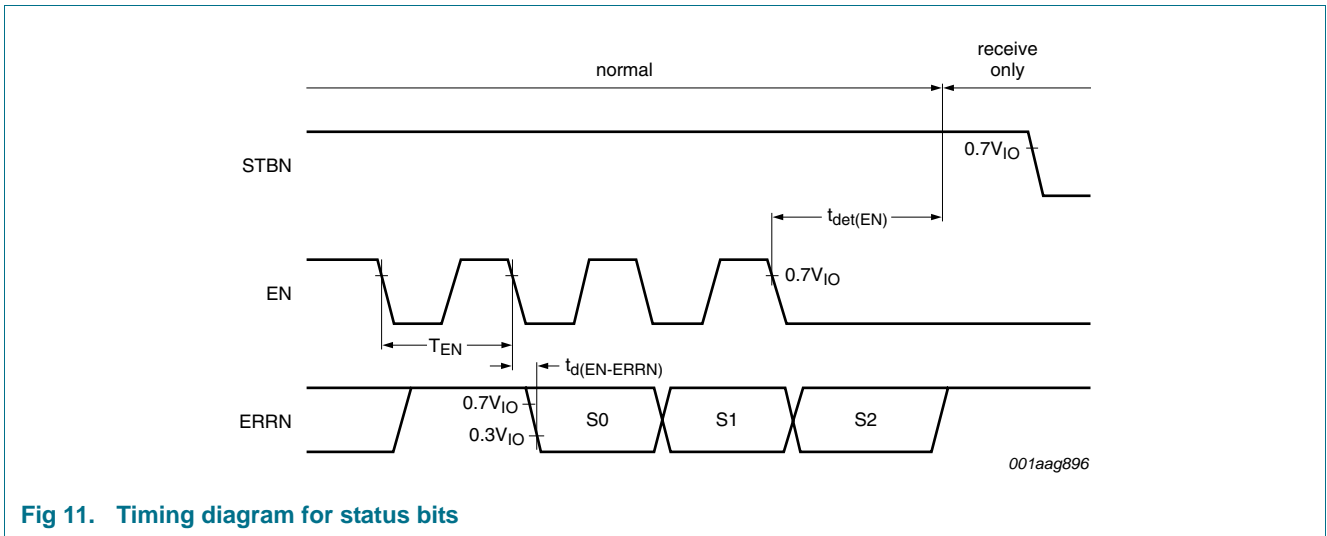 receive
only
normal
STBN
0.7VIO
tdet(EN)
0.7VIO
EN
TEN
td(EN-ERRN)
0.7VIO
0.3VIO
ERRN
S0
S1
S2
001aag896
Fig 11. Timing diagram for status bits